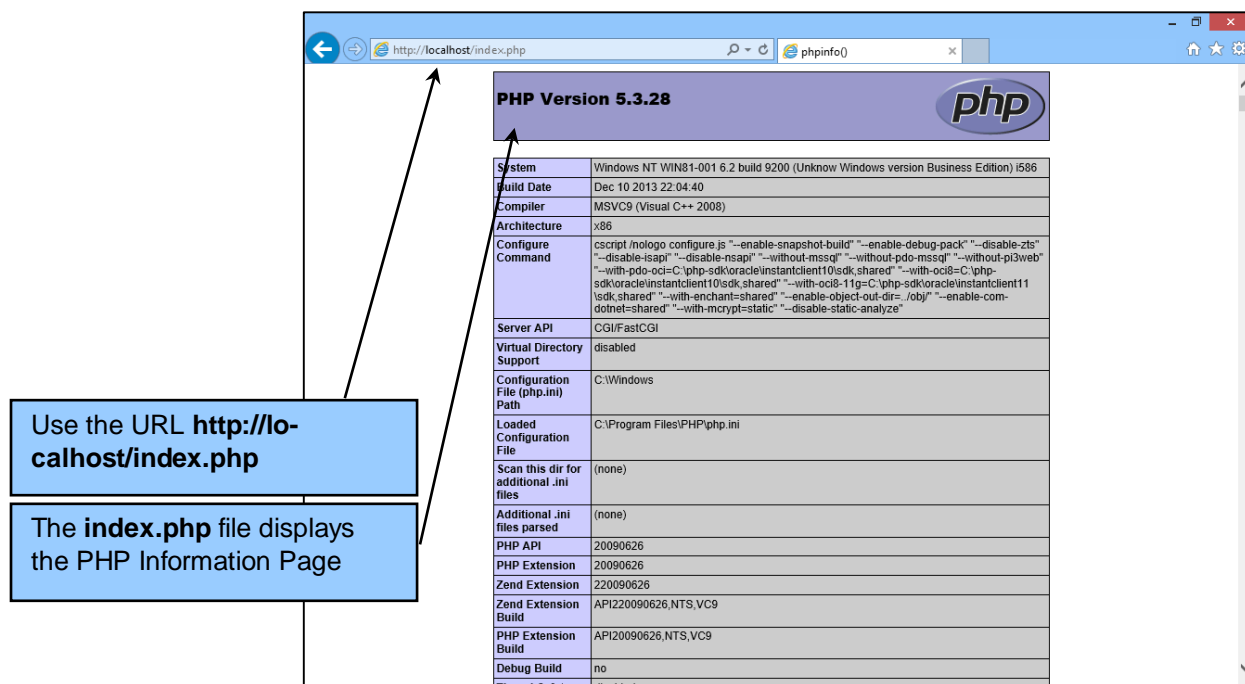 http://localhost/index.php
phpinfo()
PHP Version 5.3.28
php
System Windows NT WIN81-001 6.2 build 9200 (Unknow Windows version Business Edition) i586
Build Date Dec 10 2013 22:04:40
Compiler MSVC9 (Visual C++ 2008)
Architecture x86
Configure
Command
cscript /nologo configure.js "--enable-snapshot-build" "--enable-debug-pack" "--disable-zts"
"--disable-isapi" "--disable-nsapi" "--without-mssql" "--without-pdo-mssql" "--without-pi3web"
"--with-pdo-oci=C:\php-sdk\oracle\instantclient10\sdk,shared" "--with-oci8=C:\php-
sdk\oracle\instantclient10\sdk,shared" "--with-oci8-11g=C:\php-sdk\oracle\instantclient11
\sdk,shared" "--with-enchant=shared" "--enable-object-out-dir=../obj/" "--enable-com-
dotnet=shared" "--with-mcrypt=static" "--disable-static-analyze"
Server API CGI/FastCGI
Virtual Directory
Support
disabled
Configuration
File (php.ini)
Path
C:\Windows
Loaded
Configuration
File
C:\Program Files\PHP\php.ini
Scan this dir for
additional .ini
files
(none)
Additional .ini
files parsed
(none)
PHP API 20090626
PHP Extension 20090626
Zend Extension 220090626
Zend Extension
Build
API220090626,NTS,VC9
PHP Extension
Build
API20090626,NTS,VC9
Debug Build no
Use the URL http://lo-
calhost/index.php
The index.php file displays
the PHP Information Page